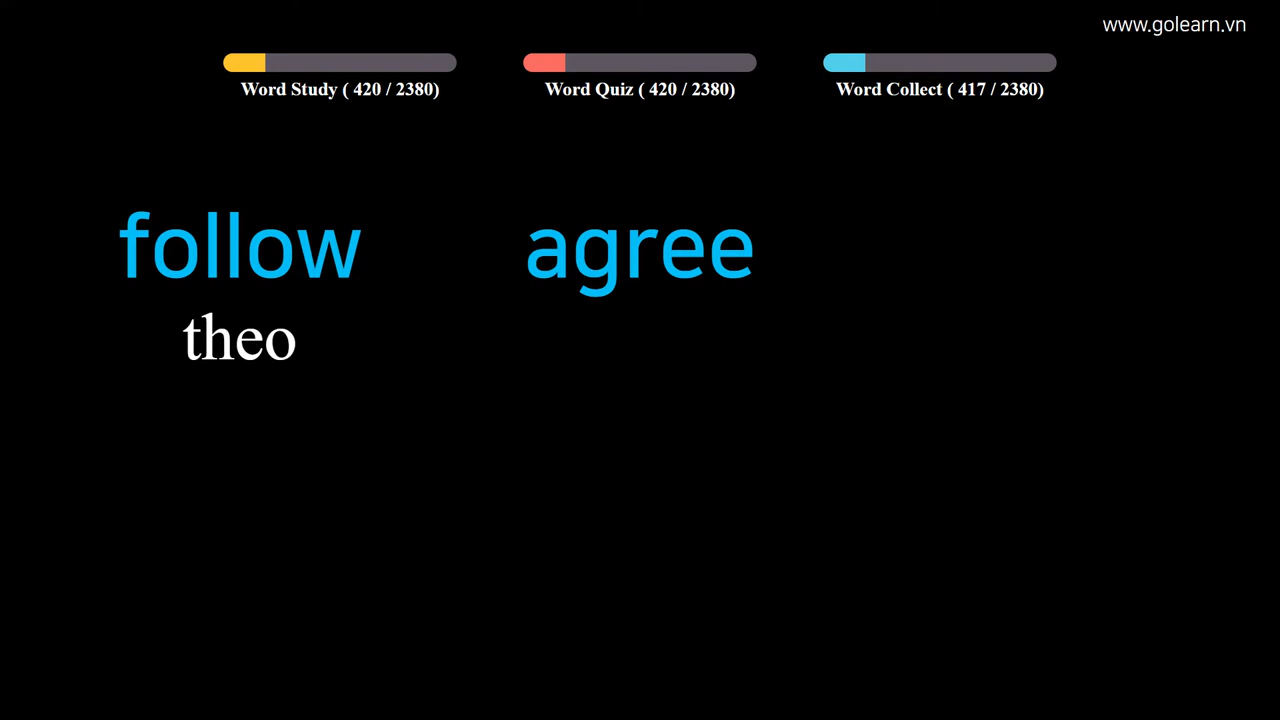 www.golearn.vn
Word Study ( 420 / 2380)
Word Quiz ( 420 / 2380)
Word Collect ( 417 / 2380)
follow
agree
theo